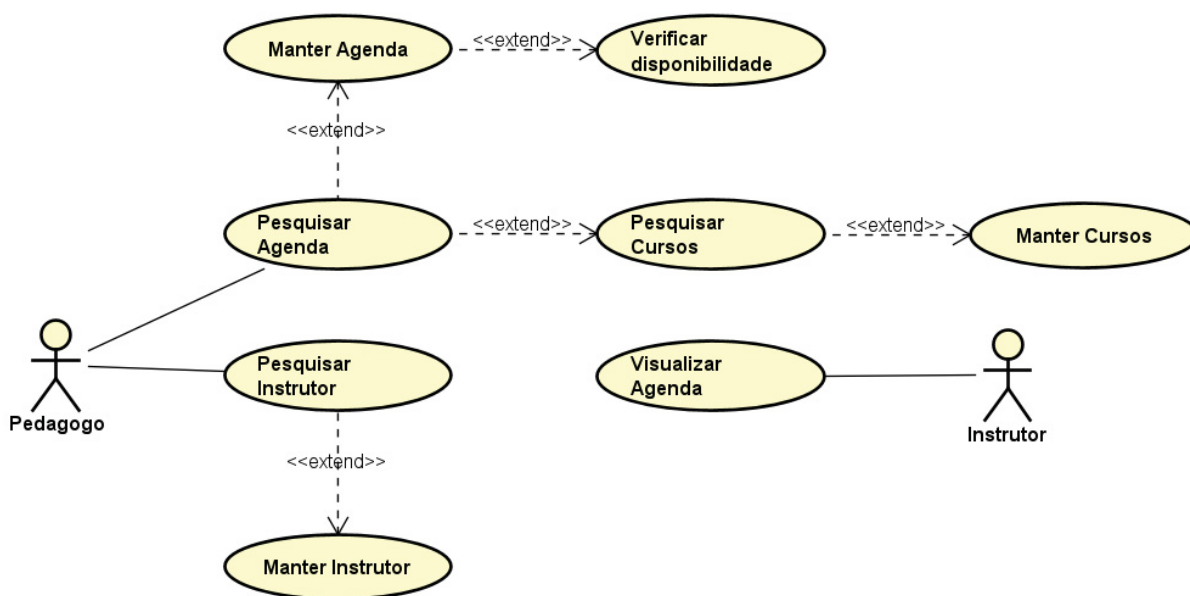 Manter Agenda
<<extend>>
Verificar
disponibilidade
<<extend>>
Pesquisar
Agenda
<<extend>>
Pesquisar
Cursos
<<extend>>
Manter Cursos
Pedagogo
Pesquisar
Instrutor
Visualizar
Agenda
Instrutor
<<extend>>
Manter Instrutor